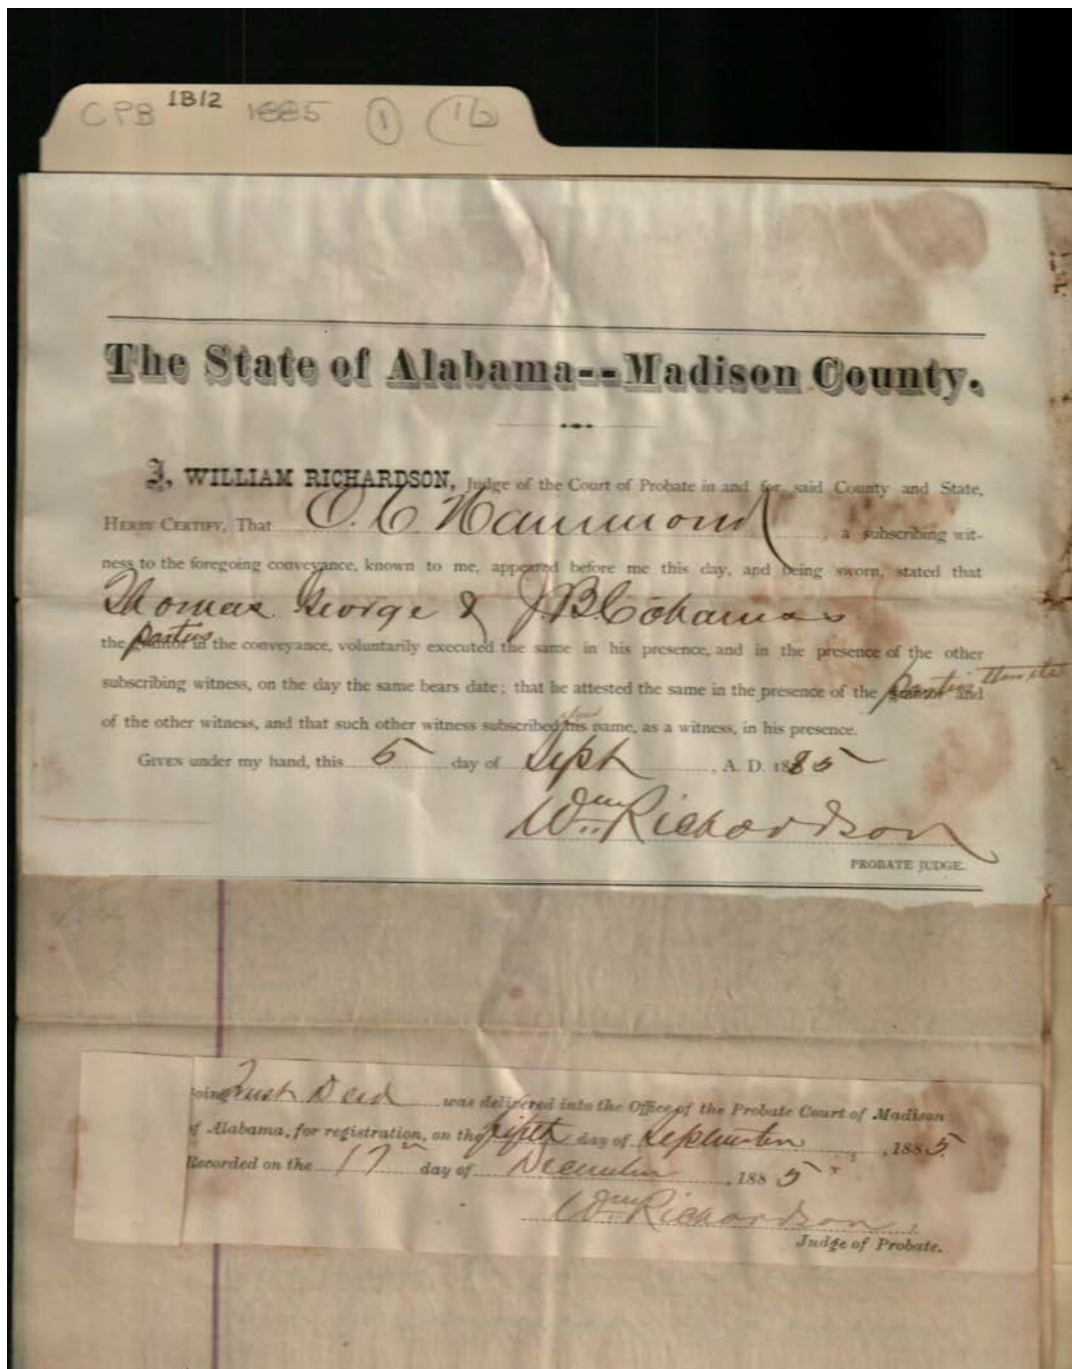 CPB 1B12 1885 1 (16)
The State of Alabama--Madison County.
I, WILLIAM RICHARDSON, Judge of the Court of Probate in and for said County and State,
HERBY CERTIFY, That O. C. Hammond, a subscribing wit-
ness to the foregoing conveyance, known to me, appeared before me this day, and being sworn, stated that
Thomas George & J B
the parties in the conveyance, voluntarily executed the same in his presence, and in the presence of the other
subscribing witness, on the day the same bears date; that he attested the same in the presence of the parties thereto and
of the other witness, and that such other witness subscribed his name, as a witness, in his presence.
GIVEN under my hand, this 5 day of Sept, A. D. 1885
Wm Richardson
PROBATE JUDGE.
going Trust Deed was delivered into the Office of the Probate Court of Madison
of Alabama, for registration, on the fifth day of September, 1885
Recorded on the 17th day of December, 1885
Wm Richardson
Judge of Probate.